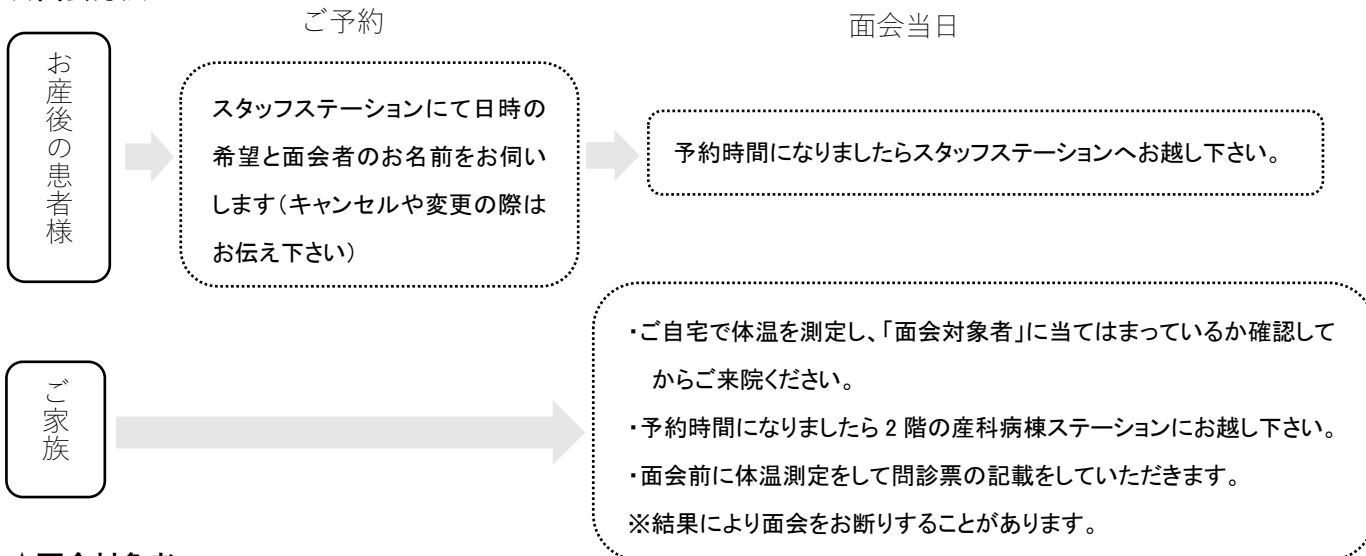 ご予約
面会当日
お産後の患者様
スタッフステーションにて日時の
希望と面会者のお名前をお伺い
します(キャンセルや変更の際は
お伝え下さい)
予約時間になりましたらスタッフステーションへお越し下さい。
ご家族
・ご自宅で体温を測定し、「面会対象者」に当てはまっているか確認して
からご来院ください。
・予約時間になりましたら2階の産科病棟ステーションにお越し下さい。
・面会前に体温測定をして問診票の記載をしていただきます。
※結果により面会をお断りすることがあります。